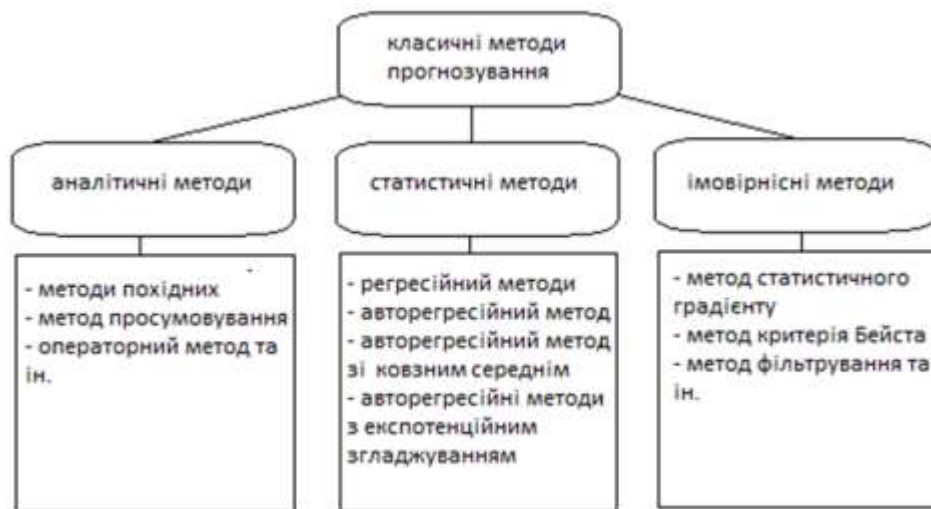 класичні методи
прогнозування
аналітичні методи
статистичні методи
імовірнісні методи
- методи похідних
- метод просумовування
- операторний метод та
ін.
- регресійний методи
- авторегресійний метод
- авторегресійний метод
зі ковзним середнім
- авторегресійні методи
з експотенційним
згладжуванням
- метод статистичного
градієнту
- метод критерія Бейста
- метод фільтрування та
ін.